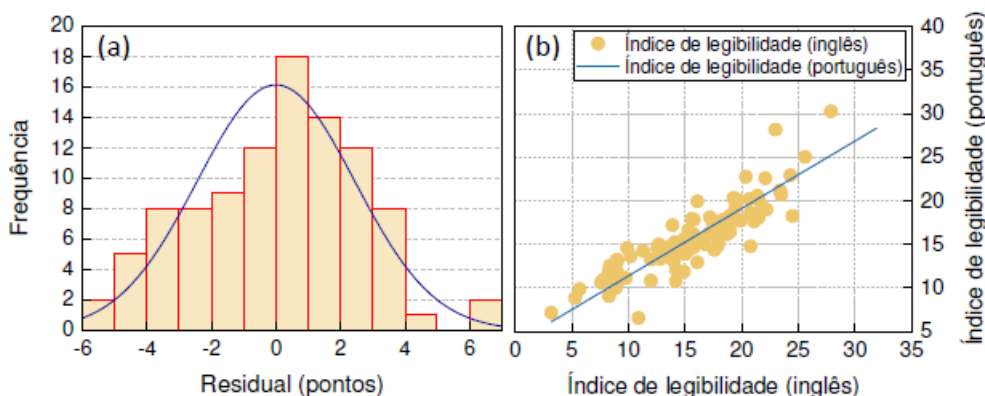 (a)
20
18
16
14
12
10
8
6
4
2
0
Frequência
-6 -4 -2 0 2 4 6
Residual (pontos)
(b)
Índice de legibilidade (inglês)
Índice de legibilidade (português)
40
35
30
25
20
15
10
5
Índice de legibilidade (português)
0 5 10 15 20 25 30 35
Índice de legibilidade (inglês)